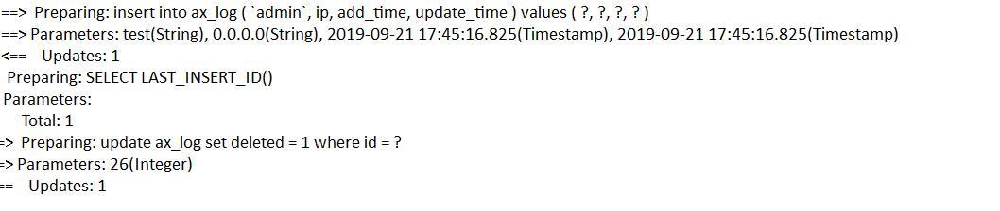 ==> Preparing: insert into ax_log ( `admin`, ip, add_time, update_time ) values ( ?, ?, ?, ? )
==> Parameters: test(String), 0.0.0.0(String), 2019-09-21 17:45:16.825(Timestamp), 2019-09-21 17:45:16.825(Timestamp)
<== Updates: 1
Preparing: SELECT LAST_INSERT_ID()
Parameters:
Total: 1
=> Preparing: update ax_log set deleted = 1 where id = ?
=> Parameters: 26(Integer)
== Updates: 1